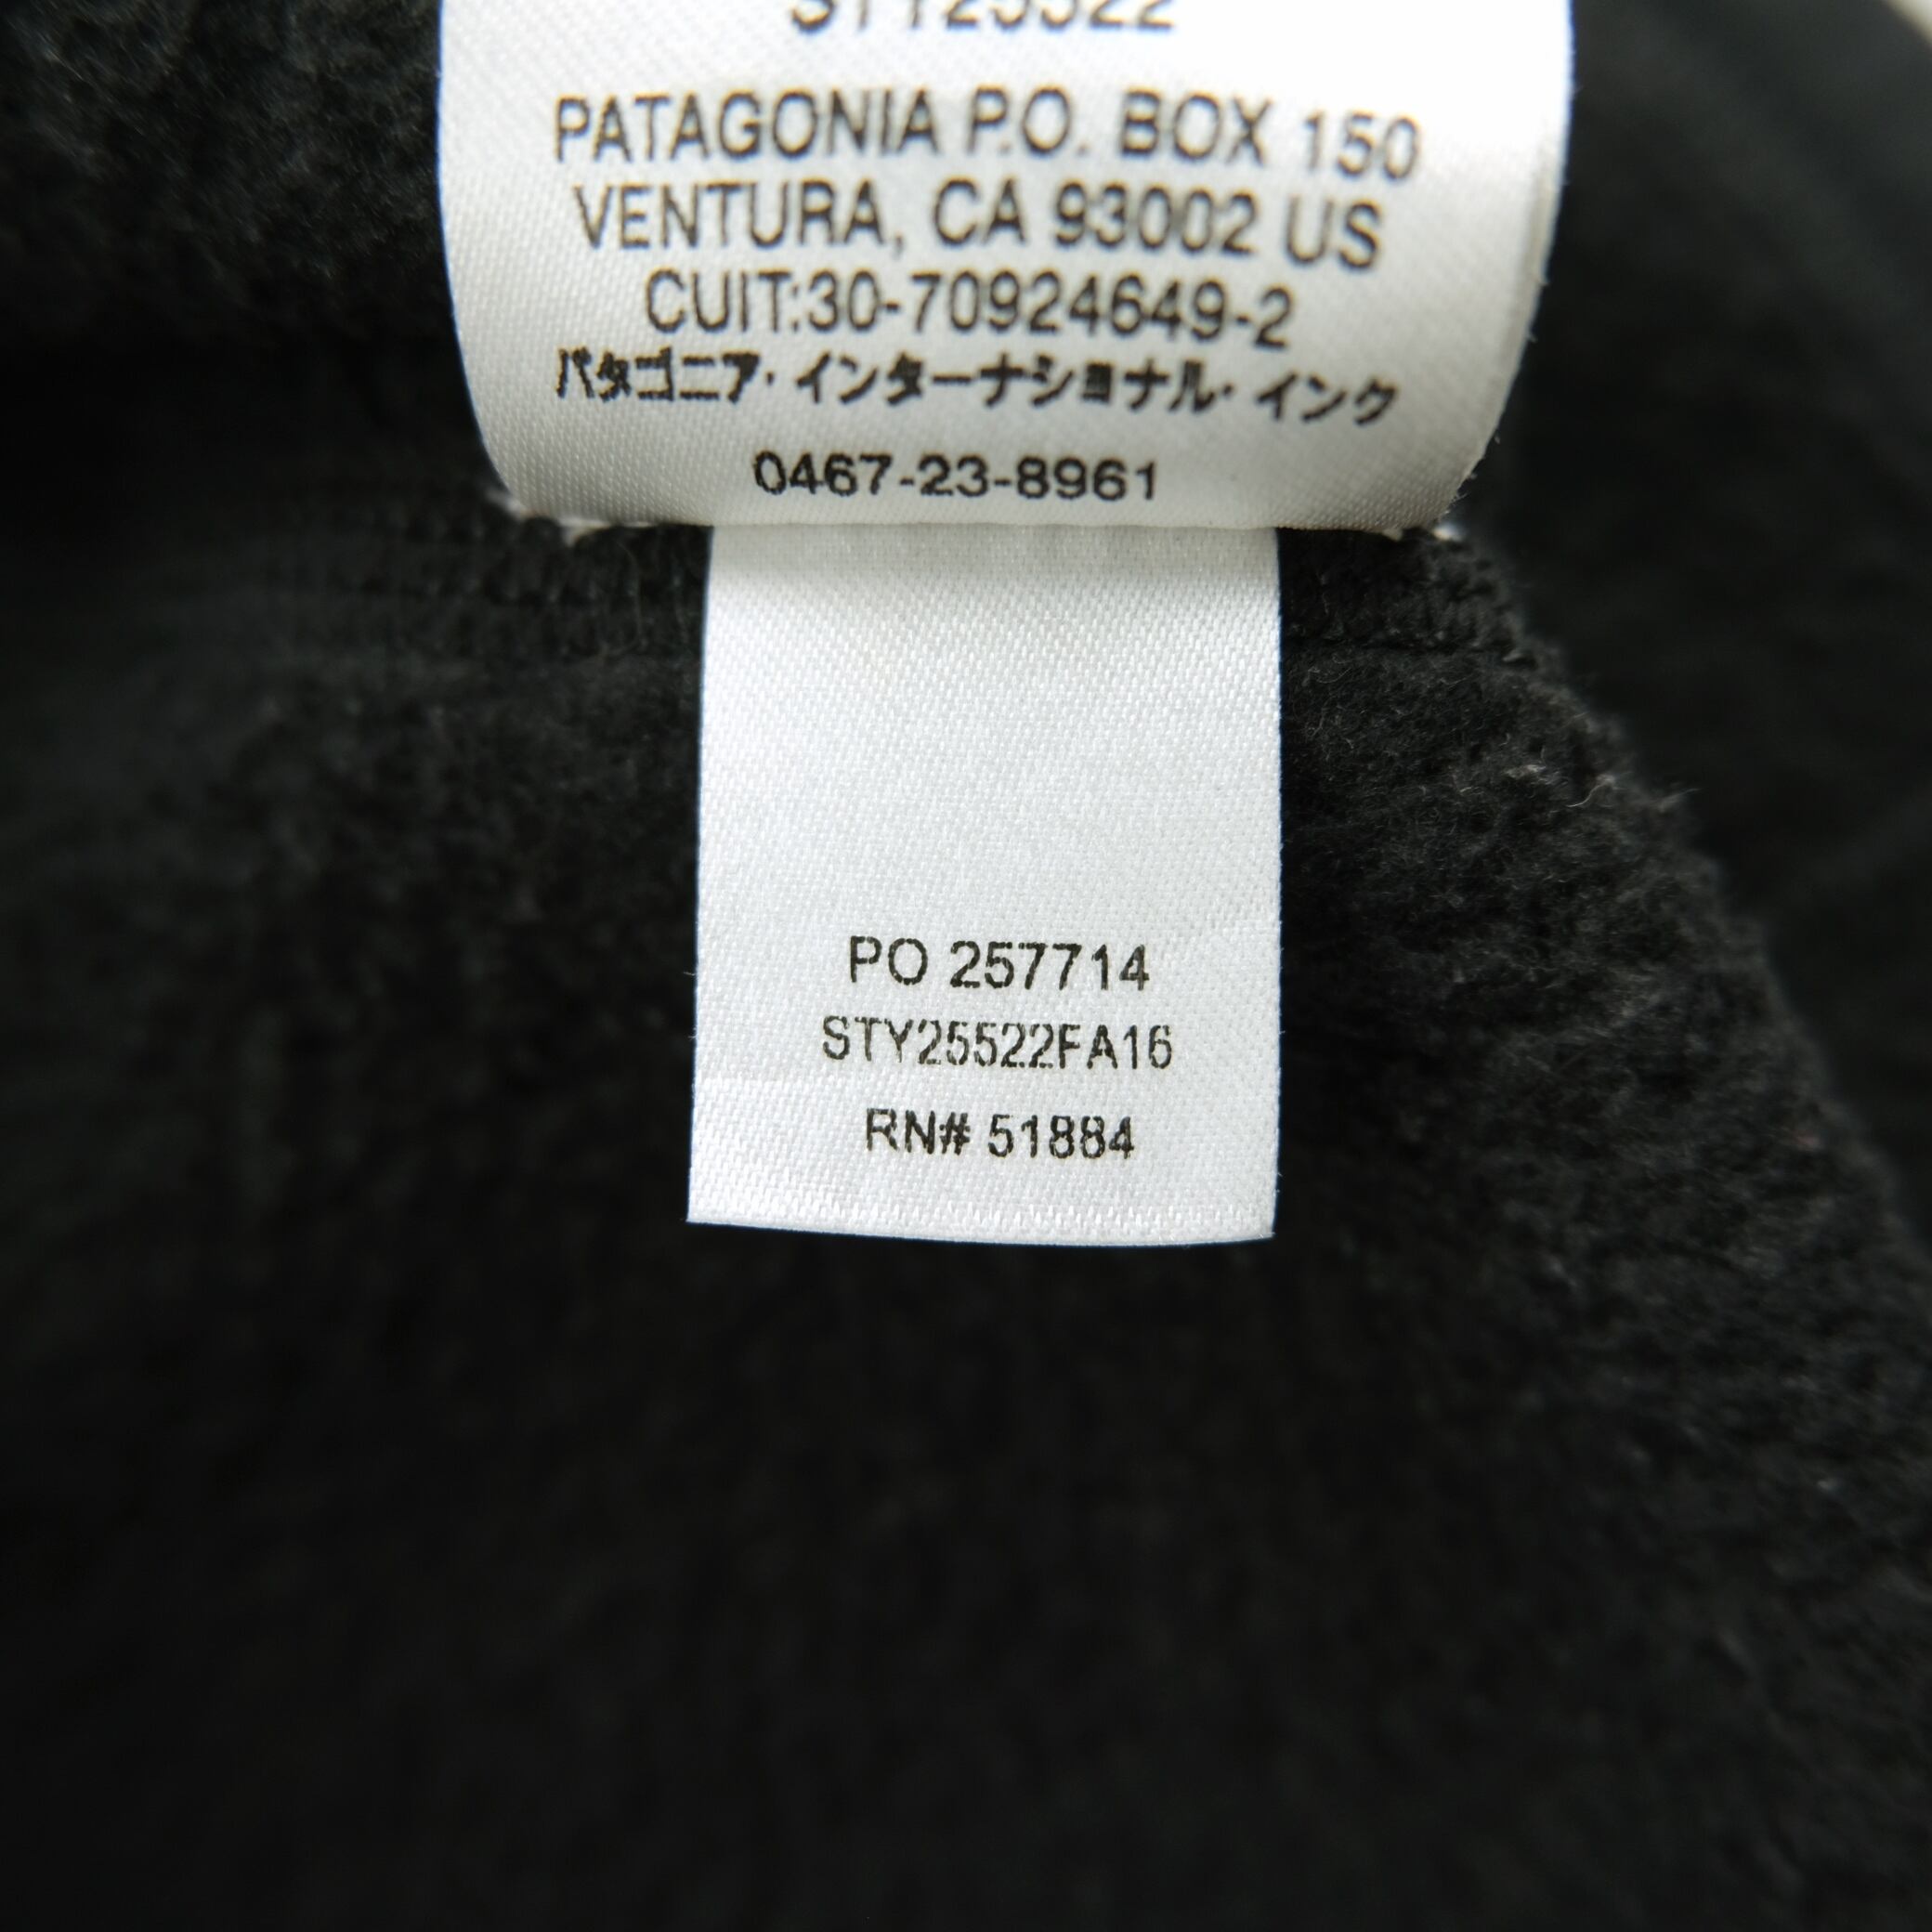 STY25522
PATAGONIA P.O. BOX 150
VENTURA, CA 93002 US
CUIT:30-70924649-2
パタゴニア・インターナショナル・インク
0467-23-8961
PO 257714
STY25522FA16
RN# 51884